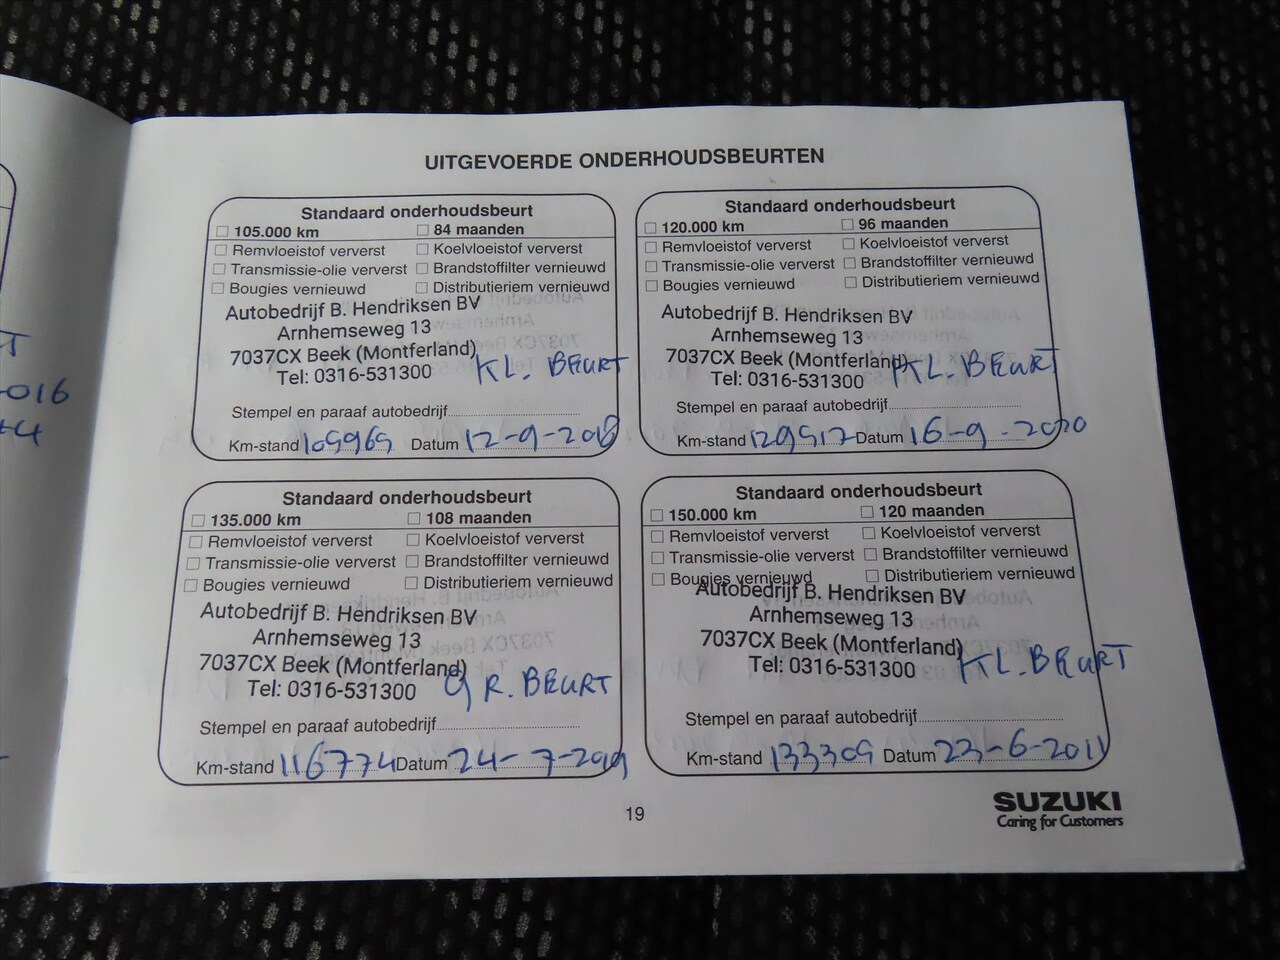 UITGEVOERDE ONDERHOUDSBEURTEN
Standaard onderhoudsbeurt
105.000 km 84 maanden
Remvloeistof ververst Koelvloeistof ververst
Transmissie-olie ververst Brandstoffilter vernieuwd
Bougies vernieuwd Distributieriem vernieuwd
Autobedrijf B. Hendriksen BV
Arnhemseweg 13
7037CX Beek (Montferland)
Tel: 0316-531300
KL. BEURT
Stempel en paraaf autobedrijf
Km-stand 109969 Datum 12-9-2018
Standaard onderhoudsbeurt
120.000 km 96 maanden
Remvloeistof ververst Koelvloeistof ververst
Transmissie-olie ververst Brandstoffilter vernieuwd
Bougies vernieuwd Distributieriem vernieuwd
Autobedrijf B. Hendriksen BV
Arnhemseweg 13
7037CX Beek (Montferland)
Tel: 0316-531300
KL. BEURT
Stempel en paraaf autobedrijf
Km-stand 129517 Datum 16-9-2020
Standaard onderhoudsbeurt
135.000 km 108 maanden
Remvloeistof ververst Koelvloeistof ververst
Transmissie-olie ververst Brandstoffilter vernieuwd
Bougies vernieuwd Distributieriem vernieuwd
Autobedrijf B. Hendriksen BV
Arnhemseweg 13
7037CX Beek (Montferland)
Tel: 0316-531300
GR. BEURT
Stempel en paraaf autobedrijf
Km-stand 116774 Datum 24-7-2019
Standaard onderhoudsbeurt
150.000 km 120 maanden
Remvloeistof ververst Koelvloeistof ververst
Transmissie-olie ververst Brandstoffilter vernieuwd
Bougies vernieuwd Distributieriem vernieuwd
Autobedrijf B. Hendriksen BV
Arnhemseweg 13
7037CX Beek (Montferland)
Tel: 0316-531300
KL. BEURT
Stempel en paraaf autobedrijf
Km-stand 133309 Datum 23-6-2011
19
SUZUKI
Caring for Customers